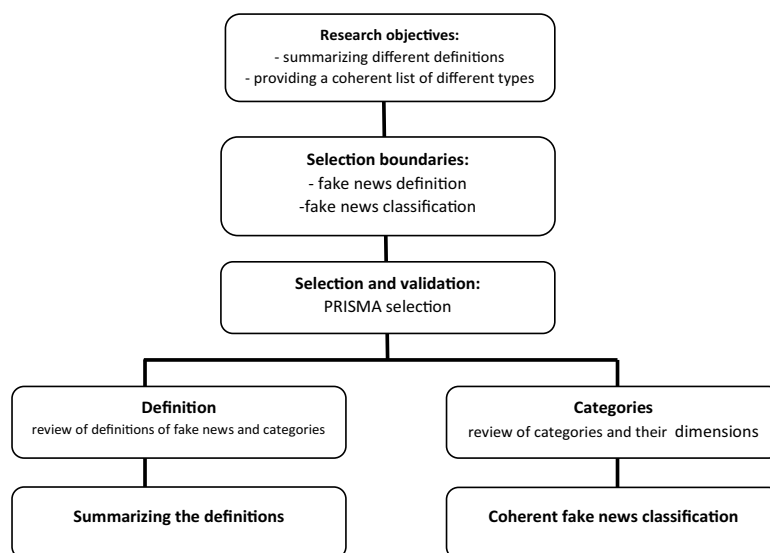 Research objectives:
- summarizing different definitions
- providing a coherent list of different types
Selection boundaries:
- fake news definition
-fake news classification
Selection and validation:
PRISMA selection
Definition
review of definitions of fake news and categories
Categories
review of categories and their dimensions
Summarizing the definitions
Coherent fake news classification